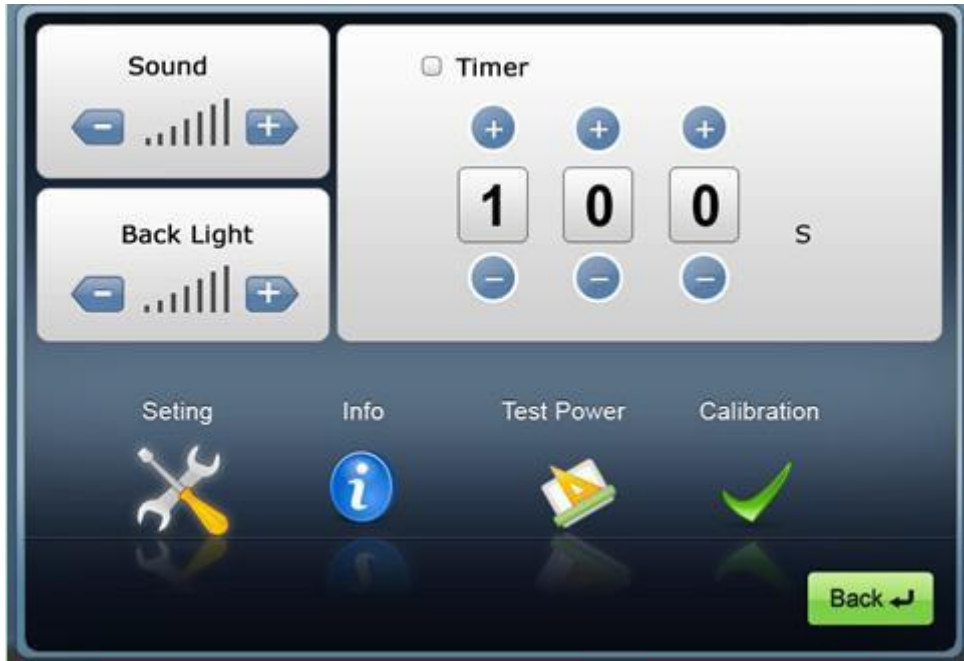 Sound
Back Light
Timer
1 0 0 S
Seting Info Test Power Calibration
Back